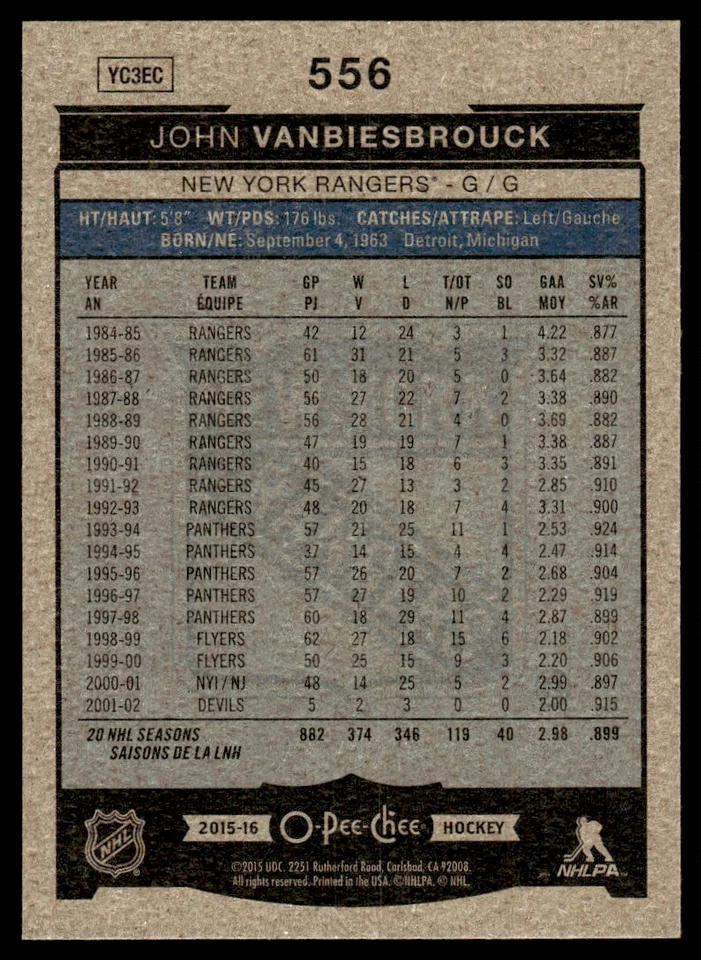 YC3EC
556
JOHN VANBIESBROUCK
NEW YORK RANGERS® - G / G
HT/HAUT: 5'8" WT/PDS: 176 lbs. CATCHES/ATTRAPE: Left/Gauche
BORN/NÉ: September 4, 1963 Detroit, Michigan
YEAR TEAM GP W L T/OT SO GAA SV%
AN ÉQUIPE PJ V D N/P BL MOY %AR
1984-85 RANGERS 42 12 24 3 1 4.22 .877
1985-86 RANGERS 61 31 21 5 3 3.32 .887
1986-87 RANGERS 50 18 20 5 0 3.64 .882
1987-88 RANGERS 56 27 22 7 2 3.38 .890
1988-89 RANGERS 56 28 21 4 0 3.69 .882
1989-90 RANGERS 47 19 19 7 1 3.38 .887
1990-91 RANGERS 40 15 18 6 3 3.35 .891
1991-92 RANGERS 45 27 13 3 2 2.85 .910
1992-93 RANGERS 48 20 18 7 4 3.31 .900
1993-94 PANTHERS 57 21 25 11 1 2.53 .924
1994-95 PANTHERS 37 14 15 4 4 2.47 .914
1995-96 PANTHERS 57 26 20 7 2 2.68 .904
1996-97 PANTHERS 57 27 19 10 2 2.29 .919
1997-98 PANTHERS 60 18 29 11 4 2.87 .899
1998-99 FLYERS 62 27 18 15 6 2.18 .902
1999-00 FLYERS 50 25 15 9 3 2.20 .906
2000-01 NYI / NJ 48 14 25 5 2 2.99 .897
2001-02 DEVILS 5 2 3 0 0 2.00 .915
20 NHL SEASONS 882 374 346 119 40 2.98 .899
SAISONS DE LA LNH
NHL 2015-16 O-Pee-Chee HOCKEY NHLPA
©2015 UDC. 2251 Rutherford Road, Carlsbad, CA 92008.
All rights reserved. Printed in the USA. ©NHLPA. © NHL.